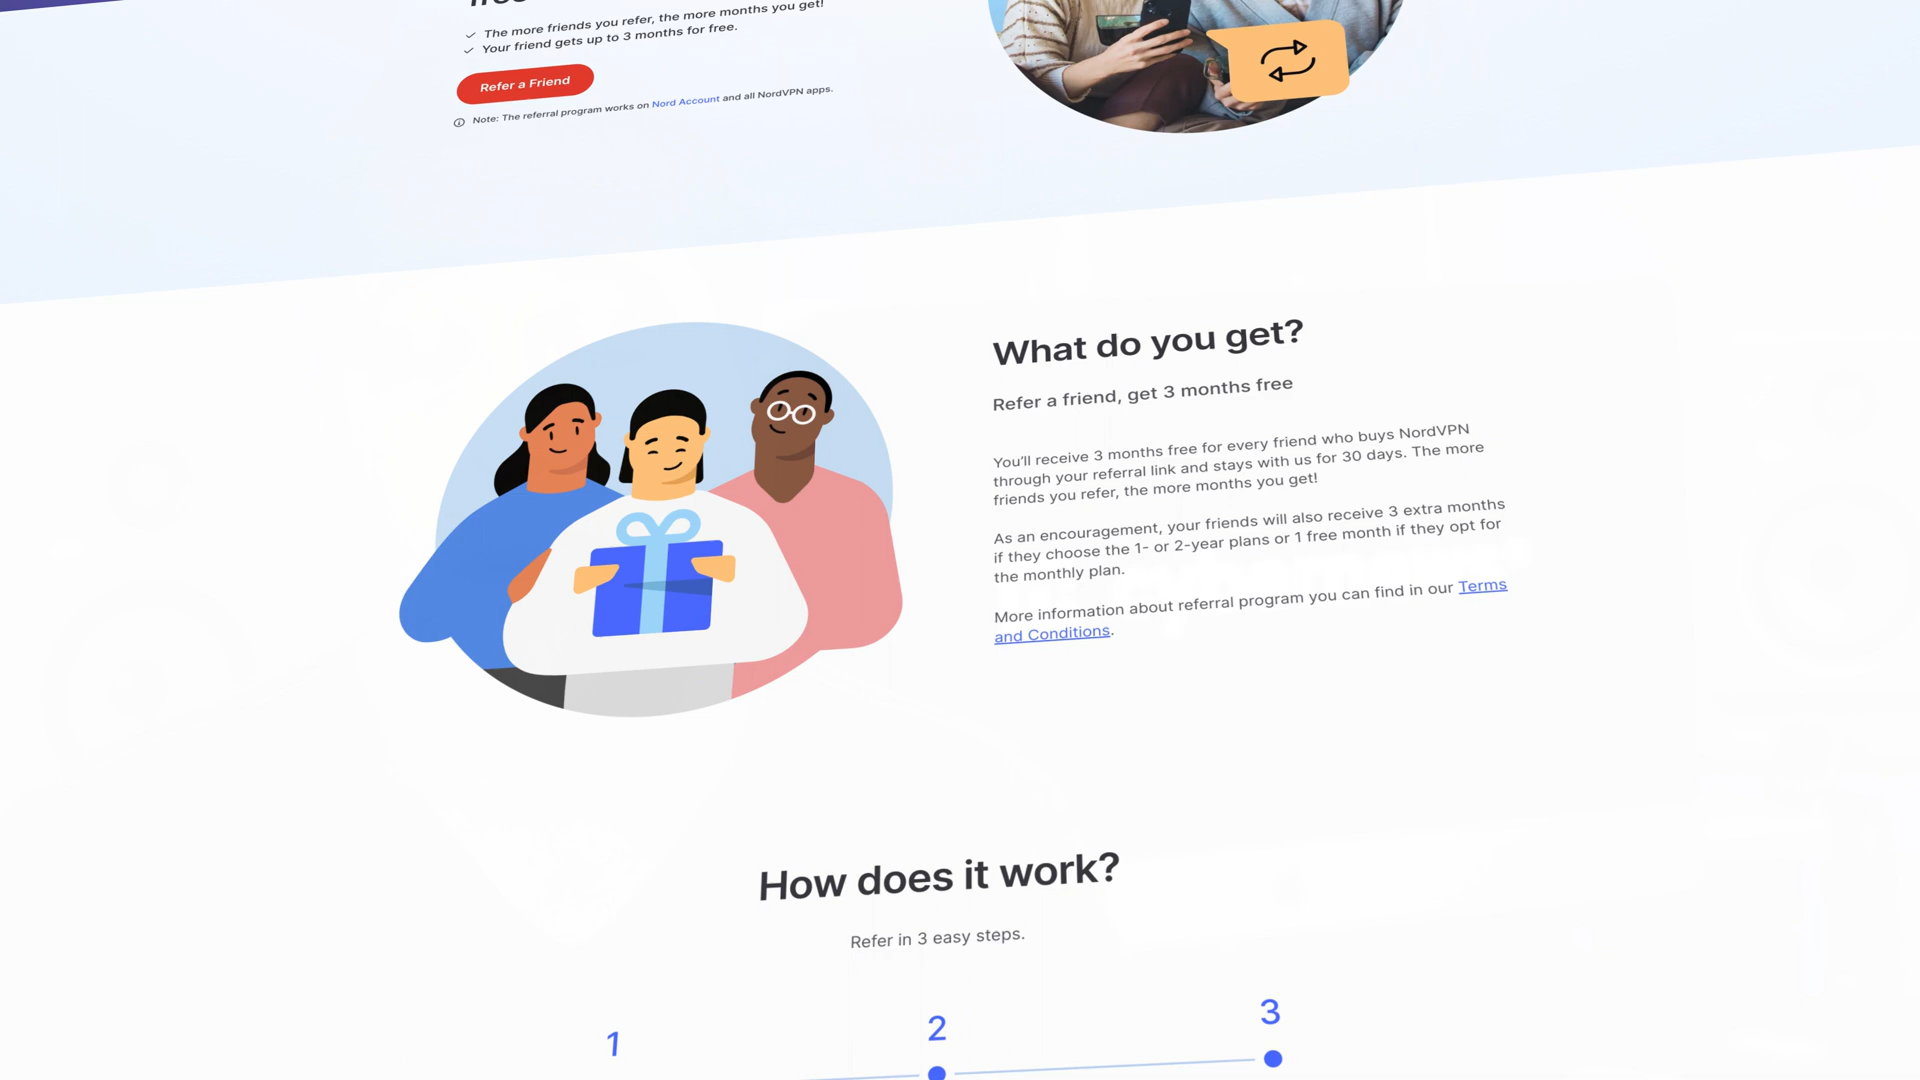 The more friends you refer, the more months you get!
Your friend gets up to 3 months for free.
Refer a Friend
Note: The referral program works on Nord Account and all NordVPN apps.
What do you get?
Refer a friend, get 3 months free
You'll receive 3 months free for every friend who buys NordVPN
through your referral link and stays with us for 30 days. The more
friends you refer, the more months you get!
As an encouragement, your friends will also receive 3 extra months
if they choose the 1- or 2-year plans or 1 free month if they opt for
the monthly plan.
More information about referral program you can find in our Terms
and Conditions.
How does it work?
Refer in 3 easy steps.
1
2
3